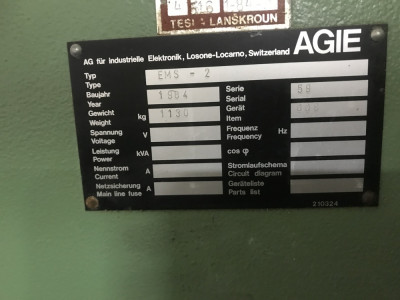 TESLA LANSKROUN
AG für industrielle Elektronik, Losone-Locarno, Switzerland AGIE
Typ EMS - 2
Type
Baujahr 1984 Serie
Year Serial
Gewicht kg 1130 Gerät
Weight Item
Spannung V Frequenz Hz
Voltage Frequency
Leistung kVA cos φ
Power
Nennstrom A Stromlaufschema
Current Circuit diagram
Netzsicherung A Geräteliste
Main line fuse Parts list
210324